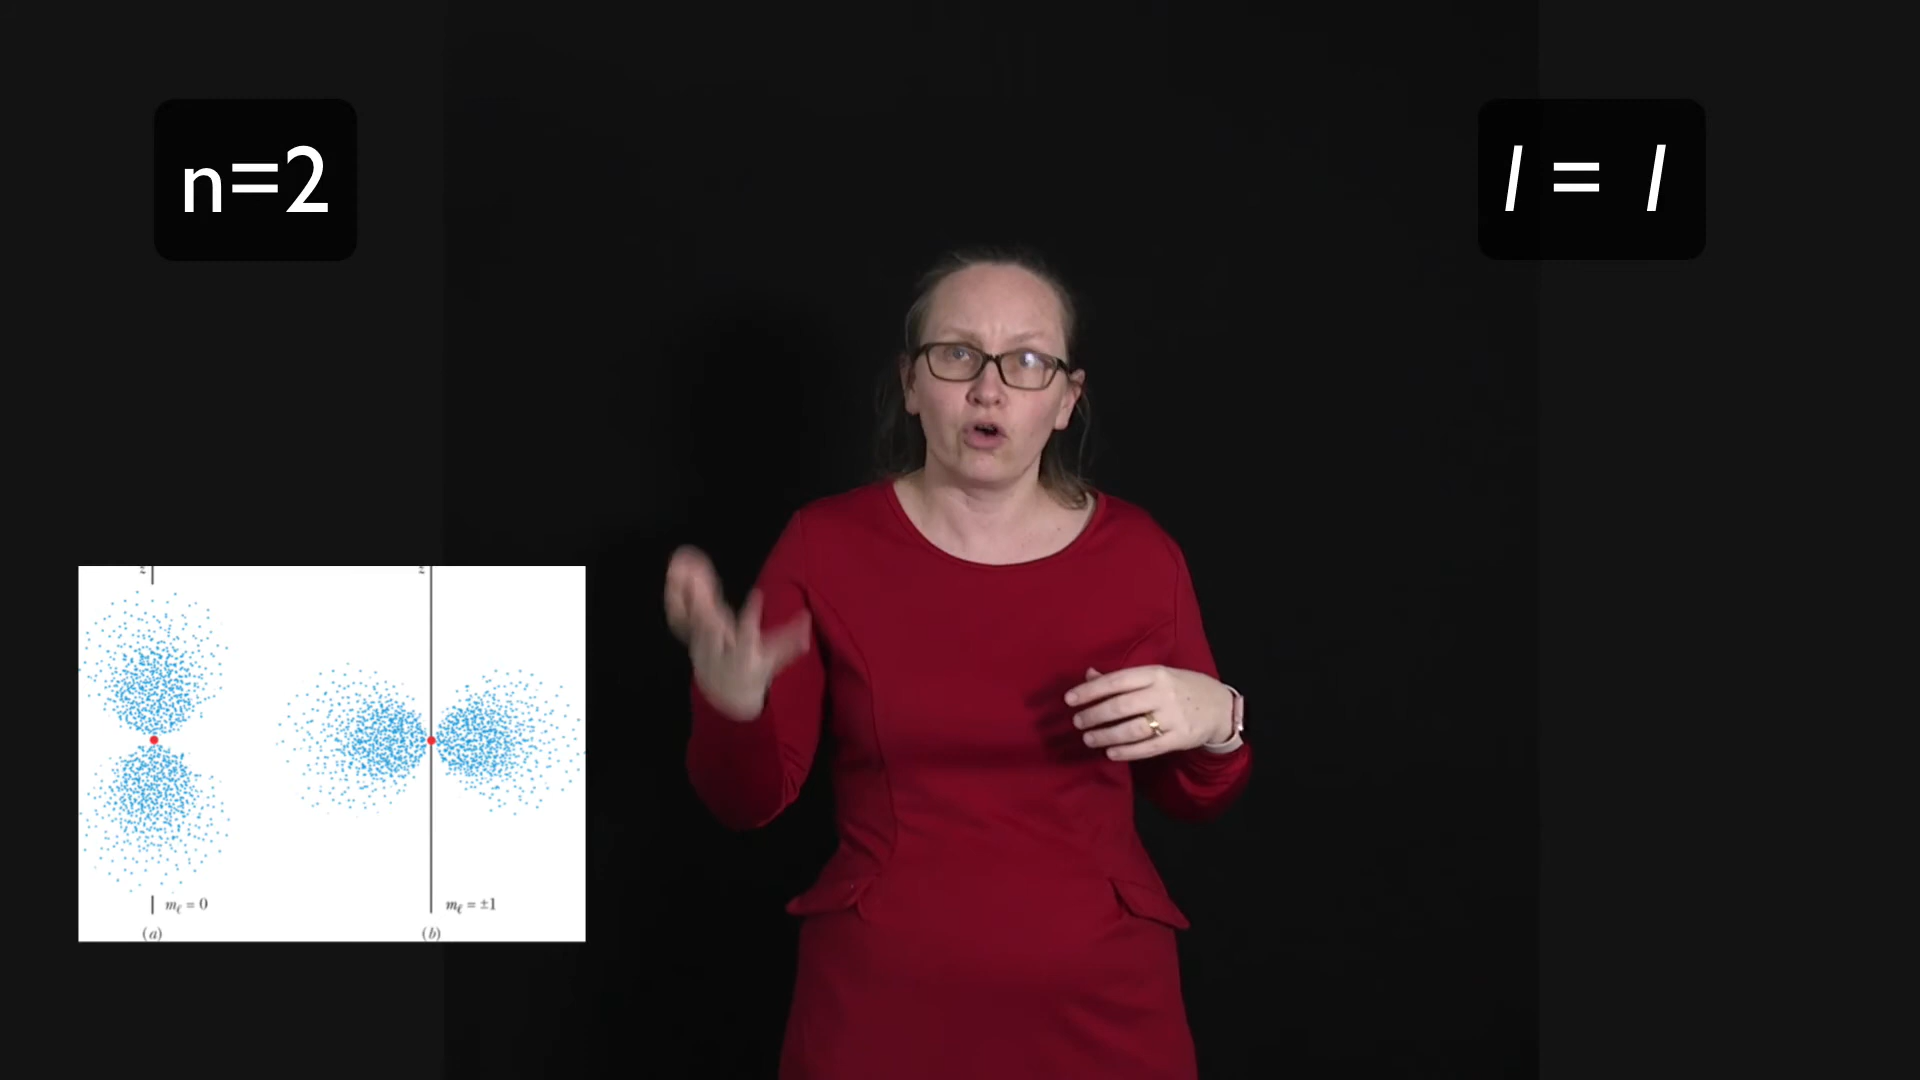 n=2
l = l
z
z
mℓ = 0
mℓ = ±1
(a)
(b)